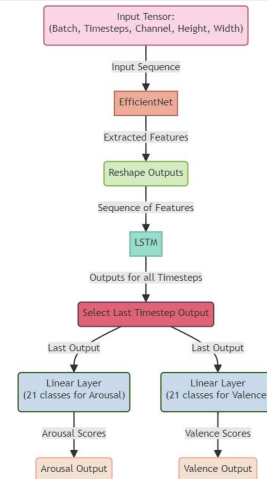 Input Tensor:
(Batch, Timesteps, Channel, Height, Width)
Input Sequence
EfficientNet
Extracted Features
Reshape Outputs
Sequence of Features
LSTM
Outputs for all Timesteps
Select Last Timestep Output
Last Output
Last Output
Linear Layer
(21 classes for Arousal)
Linear Layer
(21 classes for Valence
Arousal Scores
Valence Scores
Arousal Output
Valence Output